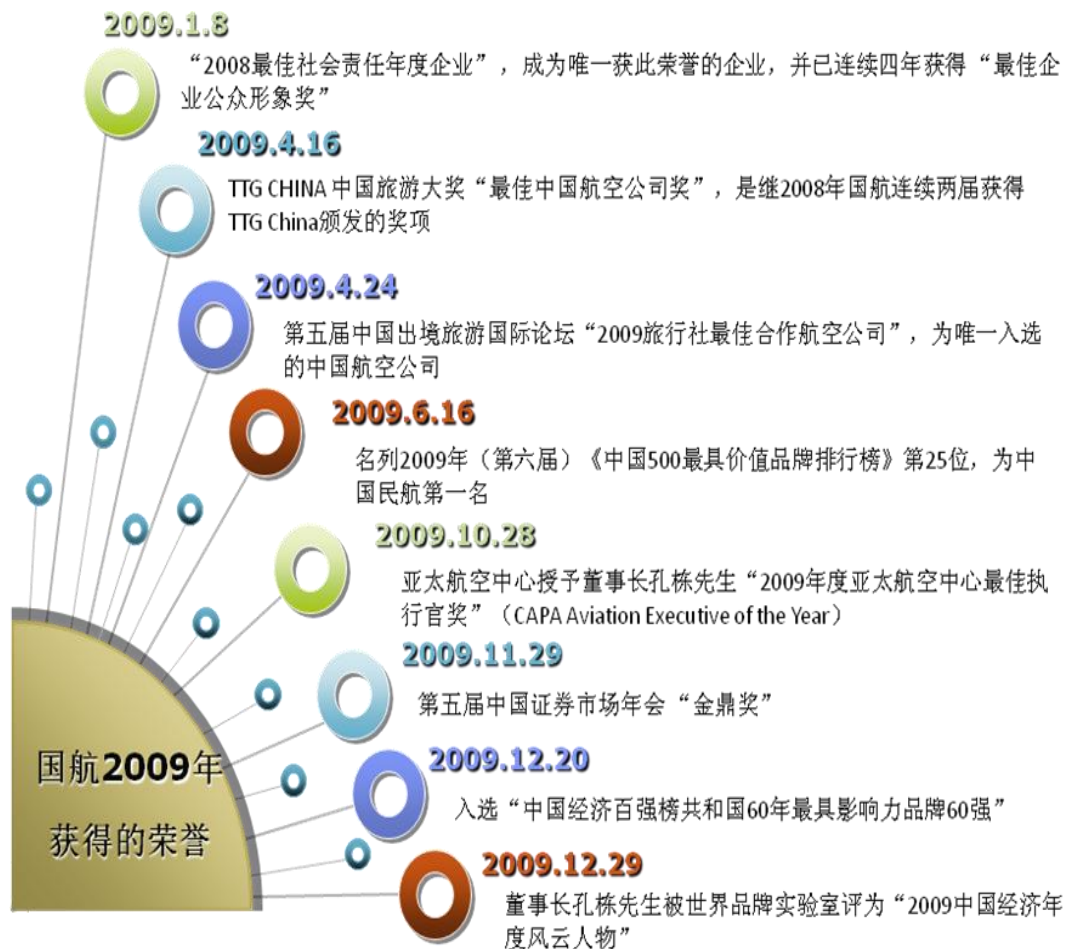 2009.1.8
“2008最佳社会责任年度企业”，成为唯一获此荣誉的企业，并已连续四年获得“最佳企
业公众形象奖”
2009.4.16
TTG CHINA 中国旅游大奖“最佳中国航空公司奖”，是继2008年国航连续两届获得
TTG China颁发的奖项
2009.4.24
第五届中国出境旅游国际论坛“2009旅行社最佳合作航空公司”，为唯一入选
的中国航空公司
2009.6.16
名列2009年（第六届）《中国500最具价值品牌排行榜》第25位，为中
国民航第一名
2009.10.28
亚太航空中心授予董事长孔栋先生“2009年度亚太航空中心最佳执
行官奖”（CAPA Aviation Executive of the Year）
2009.11.29
第五届中国证券市场年会“金鼎奖”
2009.12.20
入选“中国经济百强榜共和国60年最具影响力品牌60强”
2009.12.29
董事长孔栋先生被世界品牌实验室评为“2009中国经济年
度风云人物”
国航2009年
获得的荣誉